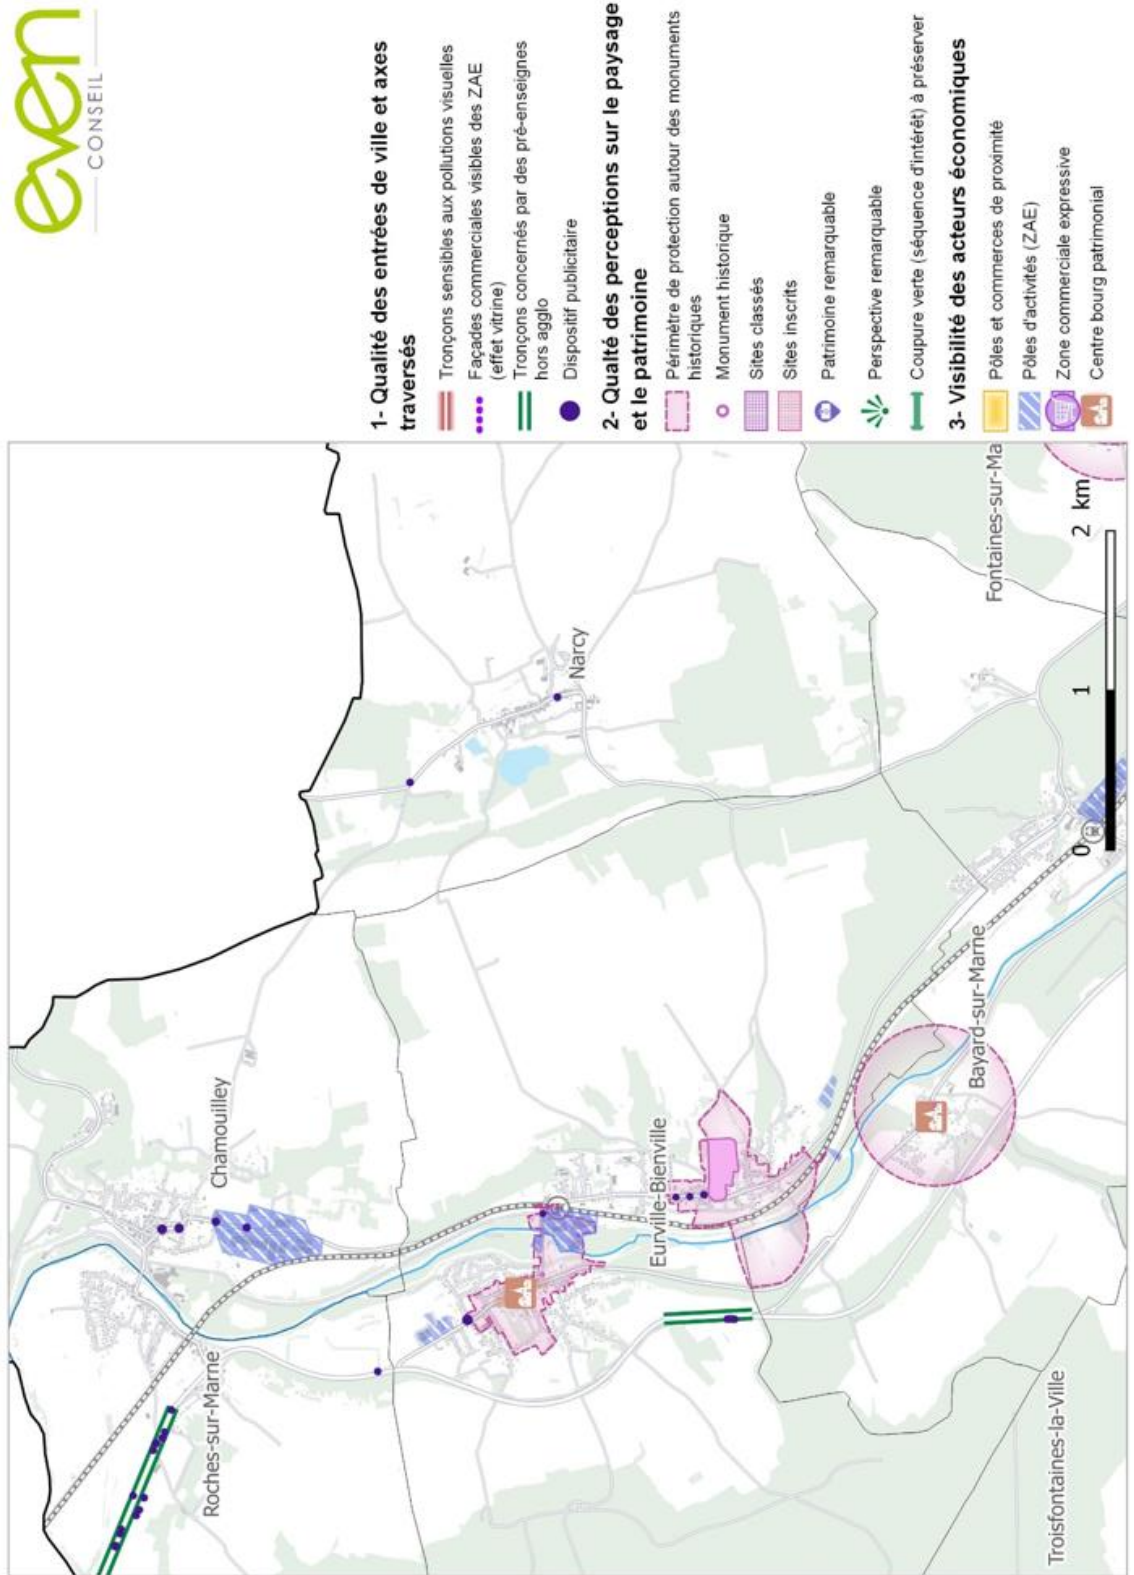 even
CONSEIL
1- Qualité des entrées de ville et axes
traversés
Tronçons sensibles aux pollutions visuelles
Façades commerciales visibles des ZAE
(effet vitrine)
Tronçons concernés par des pré-enseignes
hors agglo
Dispositif publicitaire
2- Qualté des perceptions sur le paysage
et le patrimoine
Périmètre de protection autour des monuments
historiques
Monument historique
Sites classés
Sites inscrits
Patrimoine remarquable
Perspective remarquable
Coupure verte (séquence d'intérêt) à préserver
3- Visibilité des acteurs économiques
Pôles et commerces de proximité
Pôles d'activités (ZAE)
Zone commerciale expressive
Centre bourg patrimonial
Chamouilley
Roches-sur-Marne
Narcy
Eurville-Bienville
Bayard-sur-Marne
Fontaines-sur-Ma
Troisfontaines-la-Ville
0 1 2 km